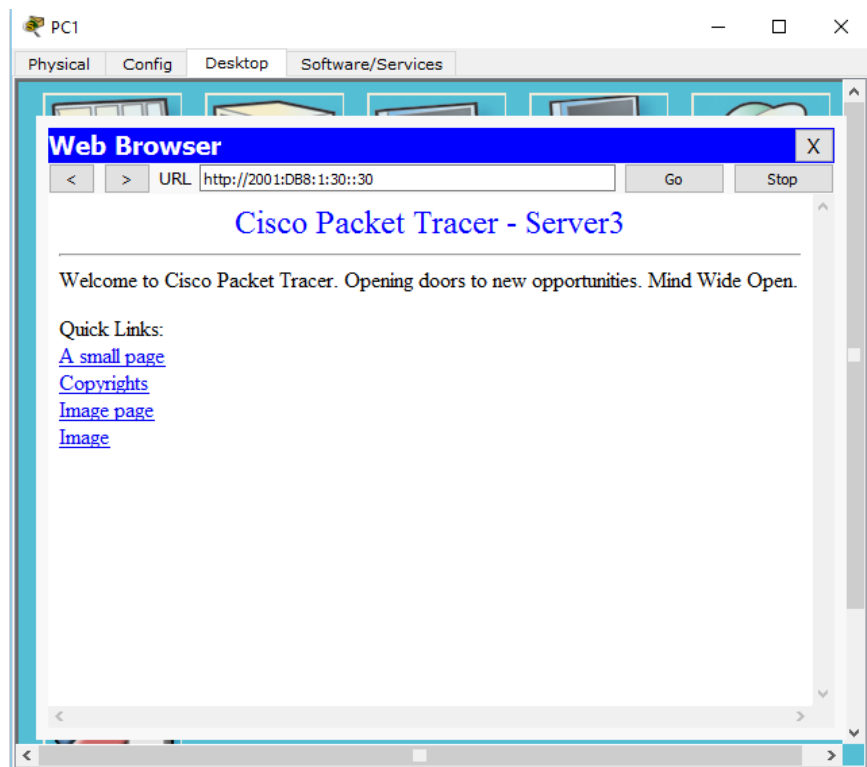 PC1
Physical Config Desktop Software/Services
Web Browser X
< > URL http://2001:DB8:1:30::30 Go Stop
Cisco Packet Tracer - Server3
Welcome to Cisco Packet Tracer. Opening doors to new opportunities. Mind Wide Open.
Quick Links:
A small page
Copyrights
Image page
Image